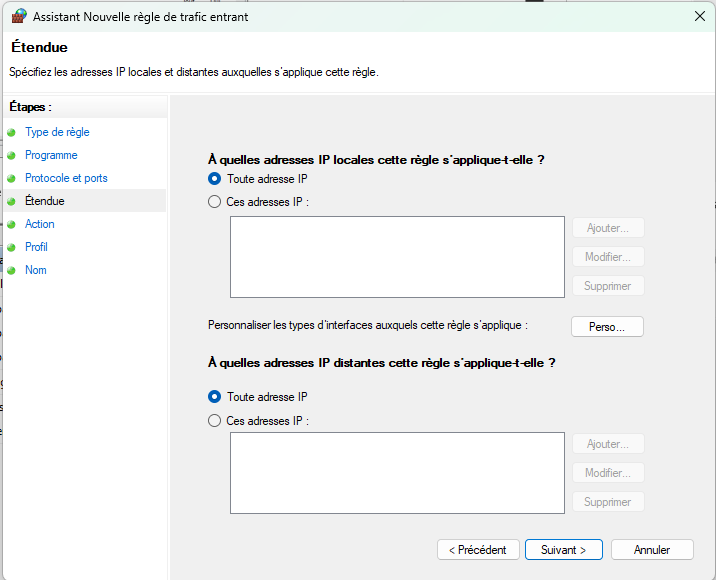 Assistant Nouvelle règle de trafic entrant
Étendue
Spécifiez les adresses IP locales et distantes auxquelles s'applique cette règle.
Étapes :
Type de règle
Programme
Protocole et ports
Étendue
Action
Profil
Nom
À quelles adresses IP locales cette règle s'applique-t-elle ?
Toute adresse IP
Ces adresses IP :
Ajouter...
Modifier...
Supprimer
Personnaliser les types d'interfaces auxquels cette règle s'applique :
Perso...
À quelles adresses IP distantes cette règle s'applique-t-elle ?
Toute adresse IP
Ces adresses IP :
Ajouter...
Modifier...
Supprimer
< Précédent
Suivant >
Annuler